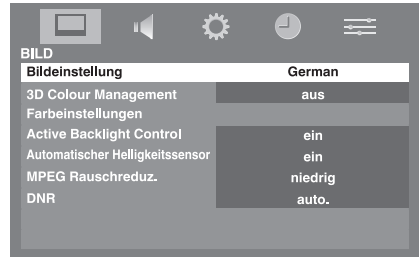 BILD
Bildeinstellung German
3D Colour Management aus
Farbeinstellungen
Active Backlight Control ein
Automatischer Helligkeitssensor ein
MPEG Rauschreduz. niedrig
DNR auto.